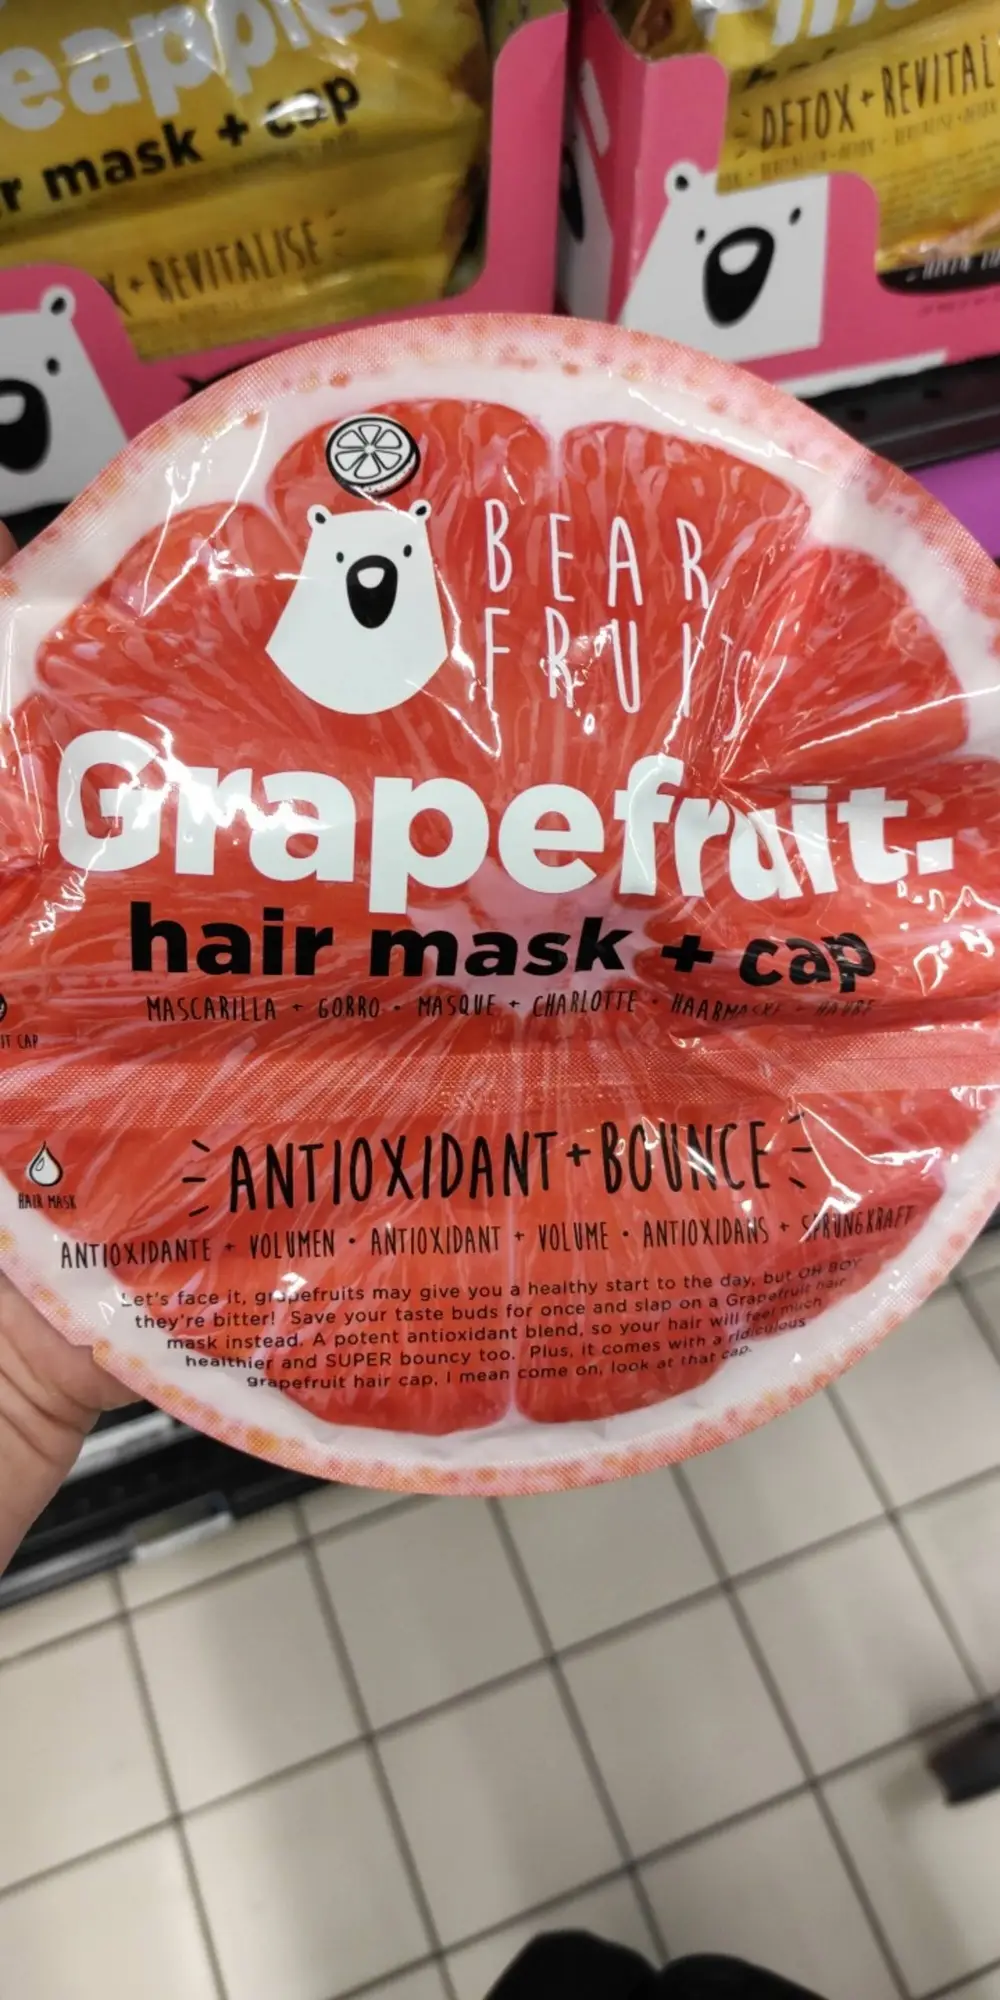 eapple
r mask + cap
x + REVITALISE
DETOX + REVITAL
BEAR
FRUITS
Grapefruit.
hair mask + cap
MASCARILLA + GORRO • MASQUE + CHARLOTTE • HAARMASKE + HAUBE
IT CAP
ANTIOXIDANT + BOUNCE
HAIR MASK
ANTIOXIDANTE + VOLUMEN • ANTIOXIDANT + VOLUME • ANTIOXIDANS + SPRUNGKRAFT
Let's face it, grapefruits may give you a healthy start to the day, but OH BOY
they're bitter! Save your taste buds for once and slap on a Grapefruit hair
mask instead. A potent antioxidant blend, so your hair will feel much
healthier and SUPER bouncy too. Plus, it comes with a ridiculous
grapefruit hair cap, I mean come on, look at that cap.